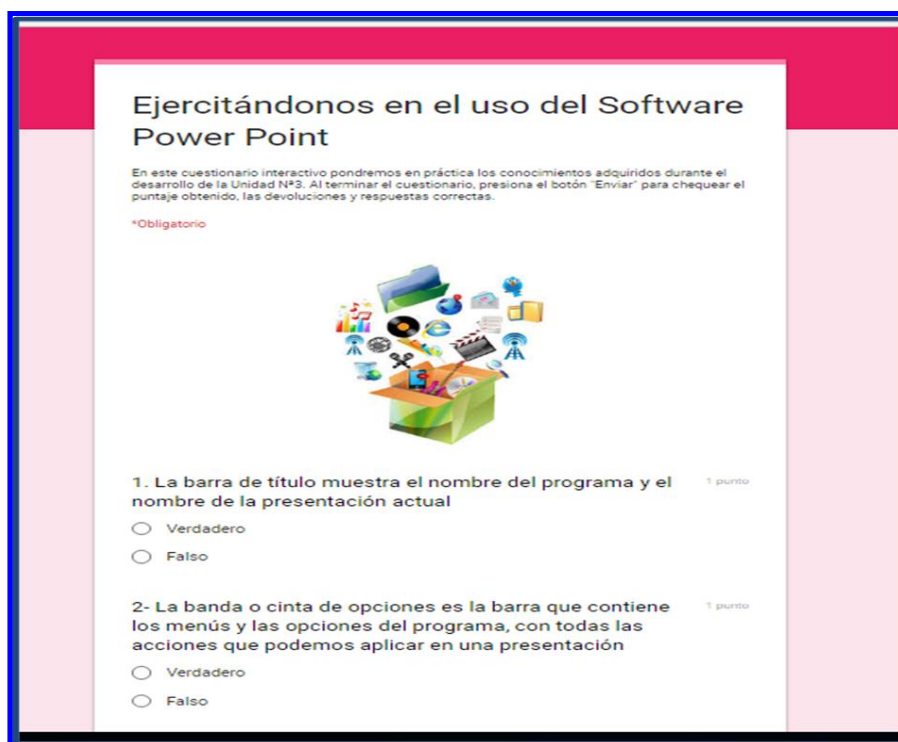 Ejercitándonos en el uso del Software
Power Point
En este cuestionario interactivo pondremos en práctica los conocimientos adquiridos durante el
desarrollo de la Unidad Nº3. Al terminar el cuestionario, presiona el botón "Enviar" para chequear el
puntaje obtenido, las devoluciones y respuestas correctas.
*Obligatorio
1. La barra de título muestra el nombre del programa y el
1 punto
nombre de la presentación actual
Verdadero
Falso
2- La banda o cinta de opciones es la barra que contiene
1 punto
los menús y las opciones del programa, con todas las
acciones que podemos aplicar en una presentación
Verdadero
Falso